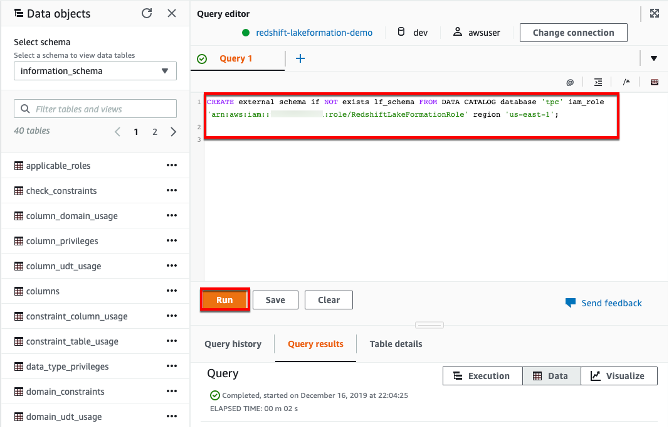 Data objects
Select schema
Select a schema to view data tables
information_schema
Filter tables and views
40 tables
1 2
applicable_roles
check_constraints
column_domain_usage
column_privileges
column_udt_usage
columns
constraint_column_usage
constraint_table_usage
data_type_privileges
domain_constraints
domain_udt_usage
Query editor
redshift-lakeformation-demo dev awsuser Change connection
Query 1
@ /*
1 CREATE external schema if NOT exists lf_schema FROM DATA CATALOG database 'tpc' iam_role
'arn:aws:iam:: :role/RedshiftLakeFormationRole' region 'us-east-1';
2
3
Run Save Clear Send feedback
Query history Query results Table details
Query Execution Data Visualize
Completed, started on December 16, 2019 at 22:04:25
ELAPSED TIME: 00 m 02 s